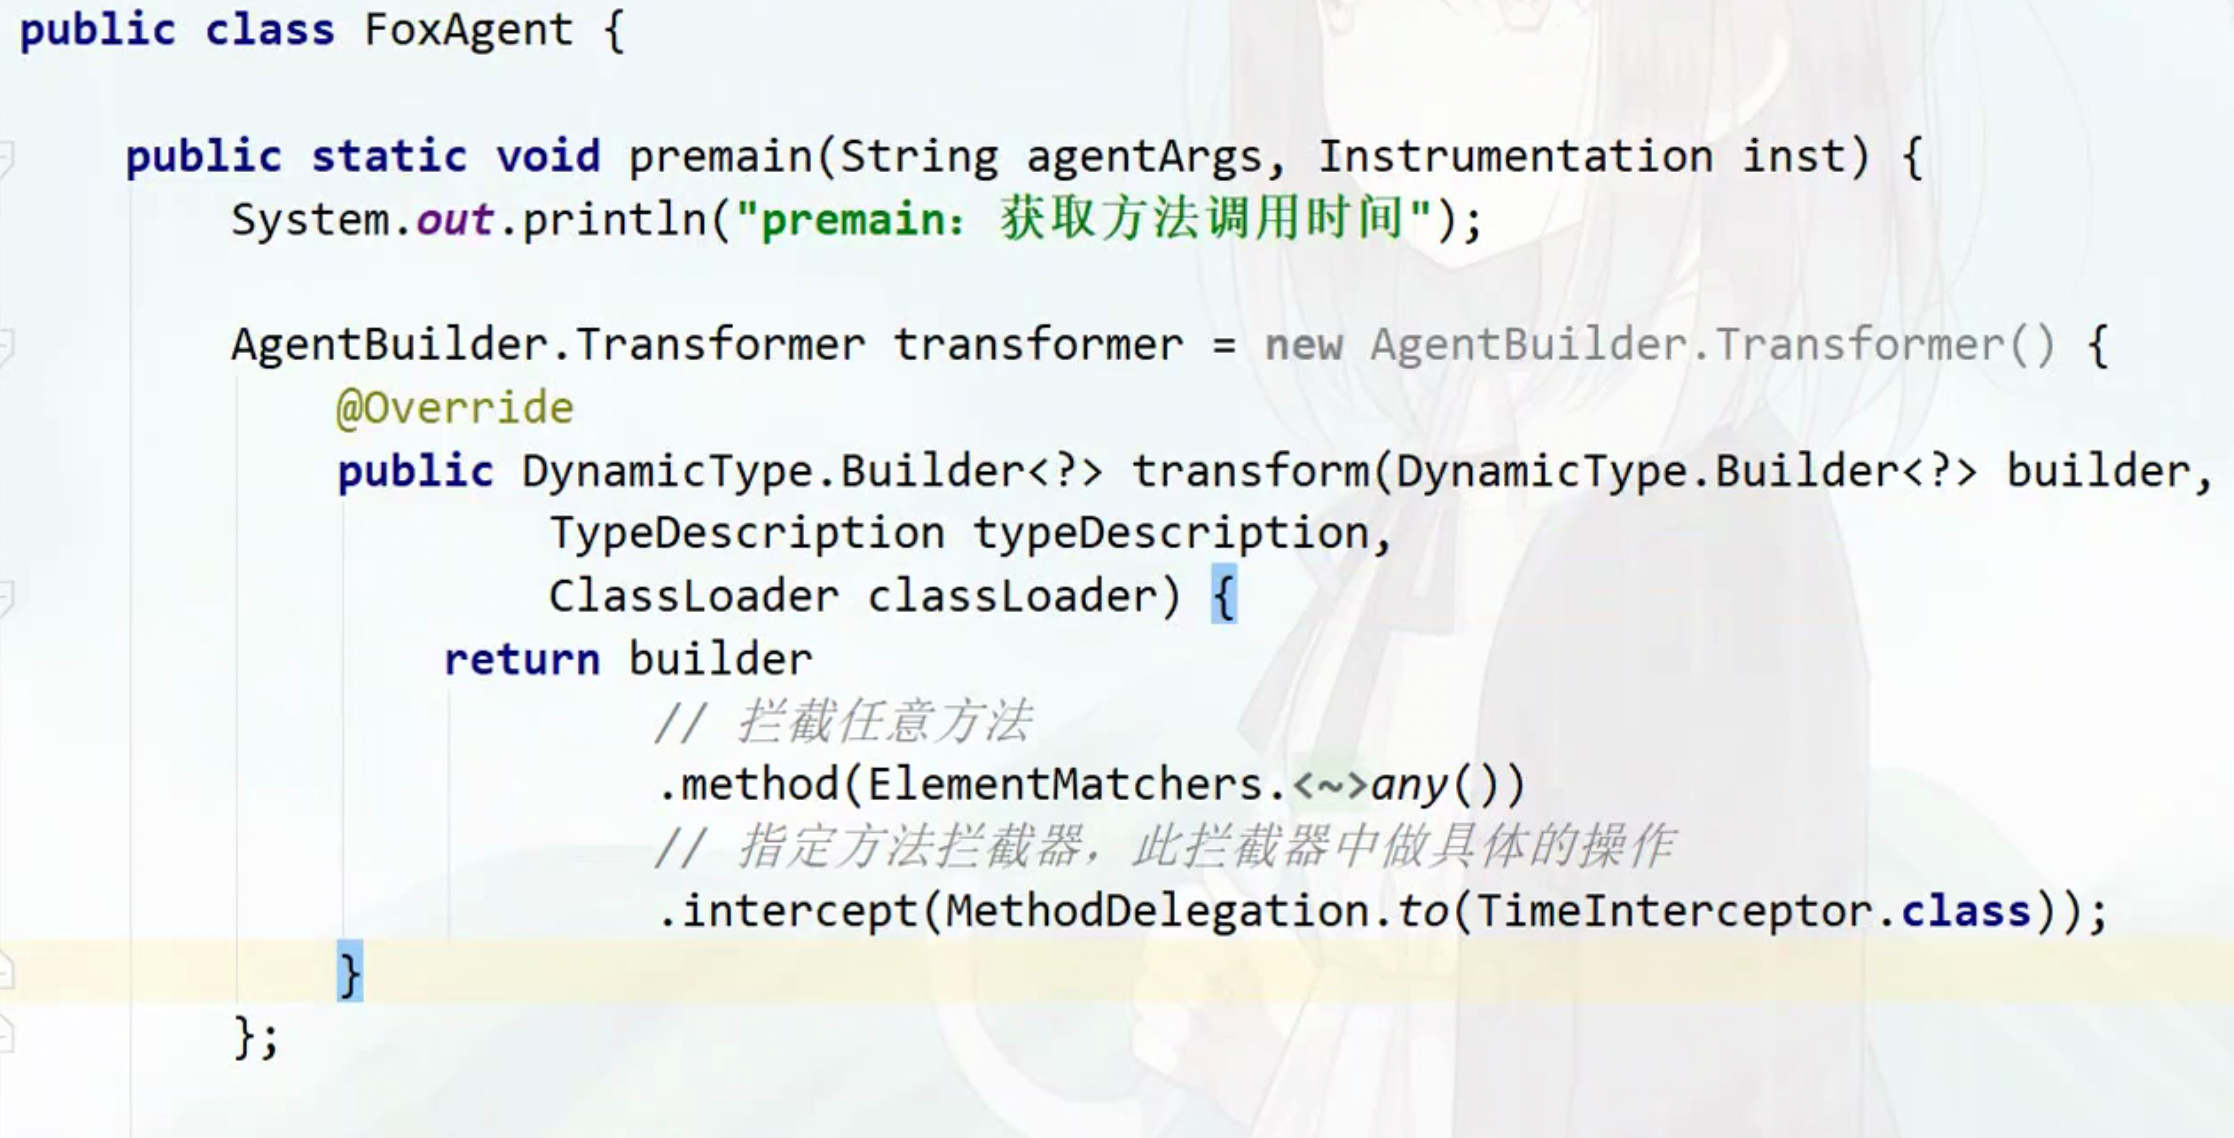 public class FoxAgent {
public static void premain(String agentArgs, Instrumentation inst) {
System.out.println("premain：获取方法调用时间");
AgentBuilder.Transformer transformer = new AgentBuilder.Transformer() {
@Override
public DynamicType.Builder<?> transform(DynamicType.Builder<?> builder,
TypeDescription typeDescription,
ClassLoader classLoader) {
return builder
// 拦截任意方法
.method(ElementMatchers.<~>any())
// 指定方法拦截器，此拦截器中做具体的操作
.intercept(MethodDelegation.to(TimeInterceptor.class));
}
};